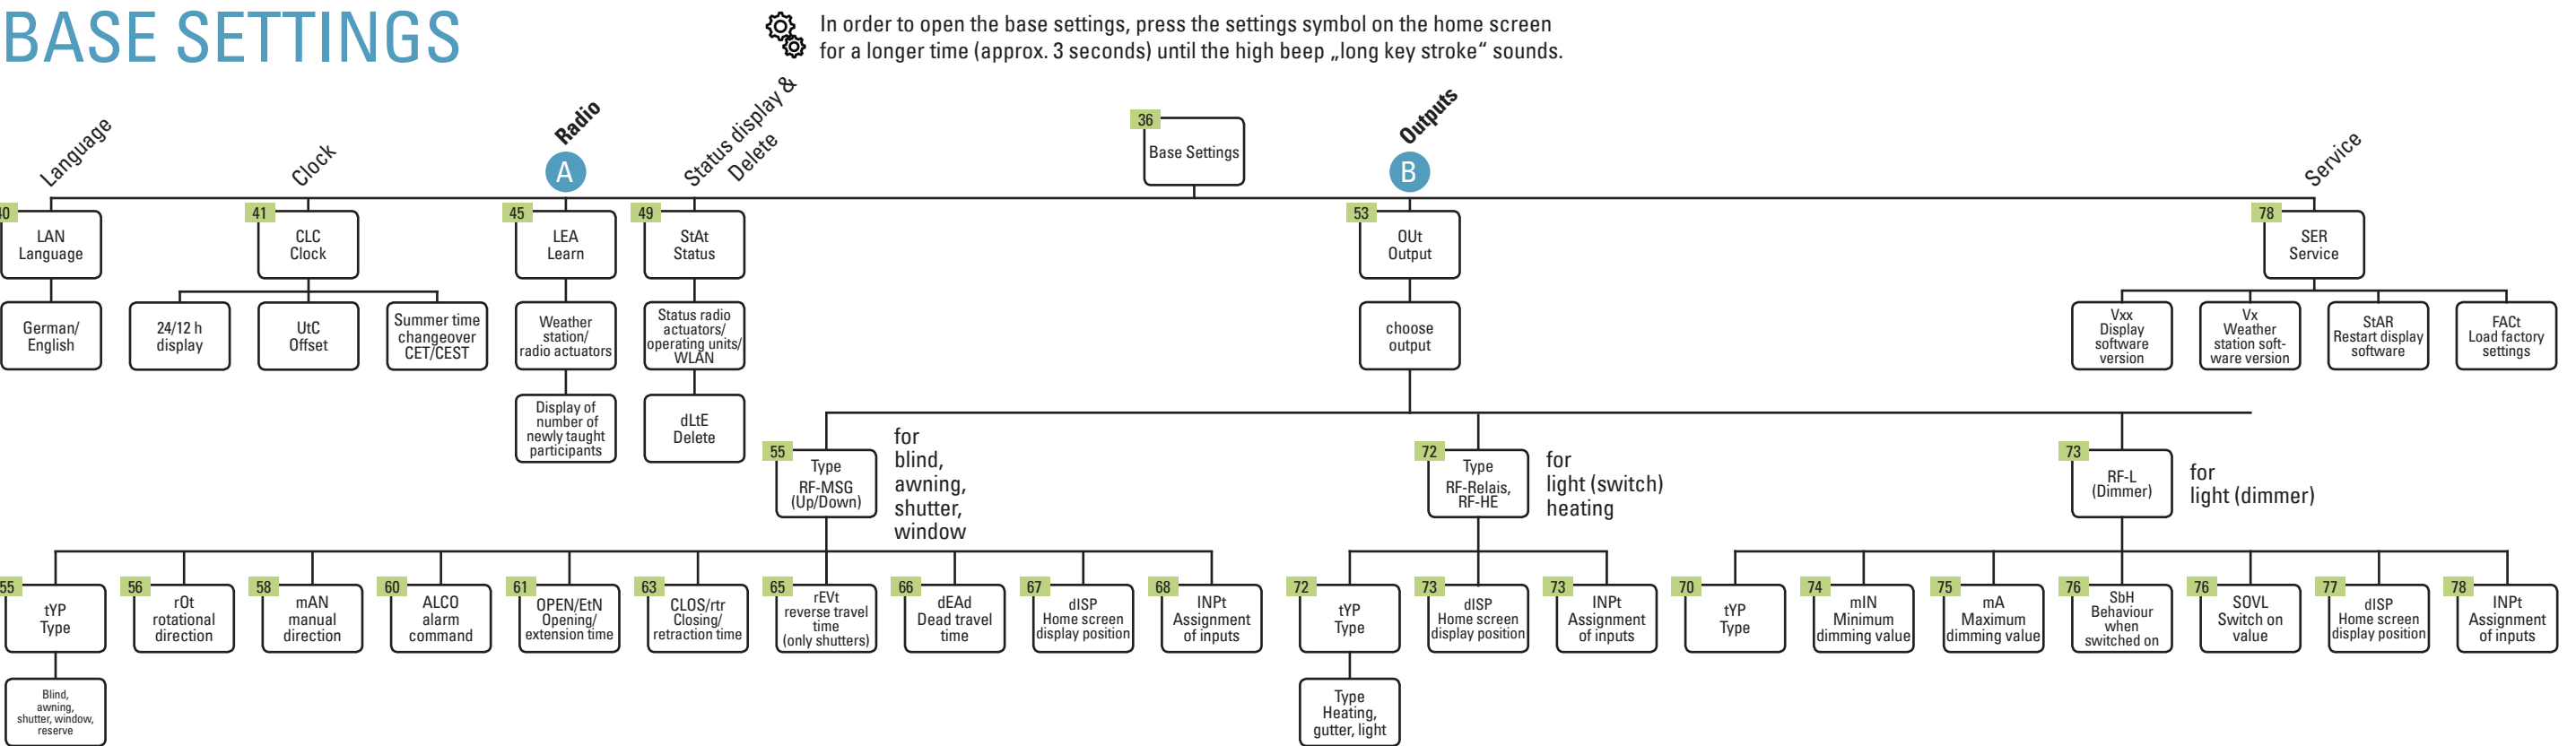 BASE SETTINGS
In order to open the base settings, press the settings symbol on the home screen
for a longer time (approx. 3 seconds) until the high beep „long key stroke“ sounds.
Language
Clock
Radio
A
Status display &
Delete
36
Base Settings
Outputs
B
Service
40
LAN
Language
41
CLC
Clock
45
LEA
Learn
49
StAt
Status
53
OUt
Output
78
SER
Service
German/
English
24/12 h
display
UtC
Offset
Summer time
changeover
CET/CEST
Weather
station/
radio actuators
Status radio
actuators/
operating units/
WLAN
choose
output
Vxx
Display
software
version
Vx
Weather
station soft-
ware version
StAR
Restart display
software
FACt
Load factory
settings
Display of
number of
newly taught
participants
dLtE
Delete
55
Type
RF-MSG
(Up/Down)
for
blind,
awning,
shutter,
window
72
Type
RF-Relais,
RF-HE
for
light (switch)
heating
73
RF-L
(Dimmer)
for
light (dimmer)
55
tYP
Type
56
rOt
rotational
direction
58
mAN
manual
direction
60
ALCO
alarm
command
61
OPEN/EtN
Opening/
extension time
63
CLOS/rtr
Closing/
retraction time
65
rEVt
reverse travel
time
(only shutters)
66
dEAd
Dead travel
time
67
dISP
Home screen
display position
68
INPt
Assignment
of inputs
72
tYP
Type
73
dISP
Home screen
display position
73
INPt
Assignment
of inputs
70
tYP
Type
74
mIN
Minimum
dimming value
75
mA
Maximum
dimming value
76
SbH
Behaviour
when
switched on
76
SOVL
Switch on
value
77
dISP
Home screen
display position
78
INPt
Assignment
of inputs
Blind,
awning,
shutter, window,
reserve
Type
Heating,
gutter, light